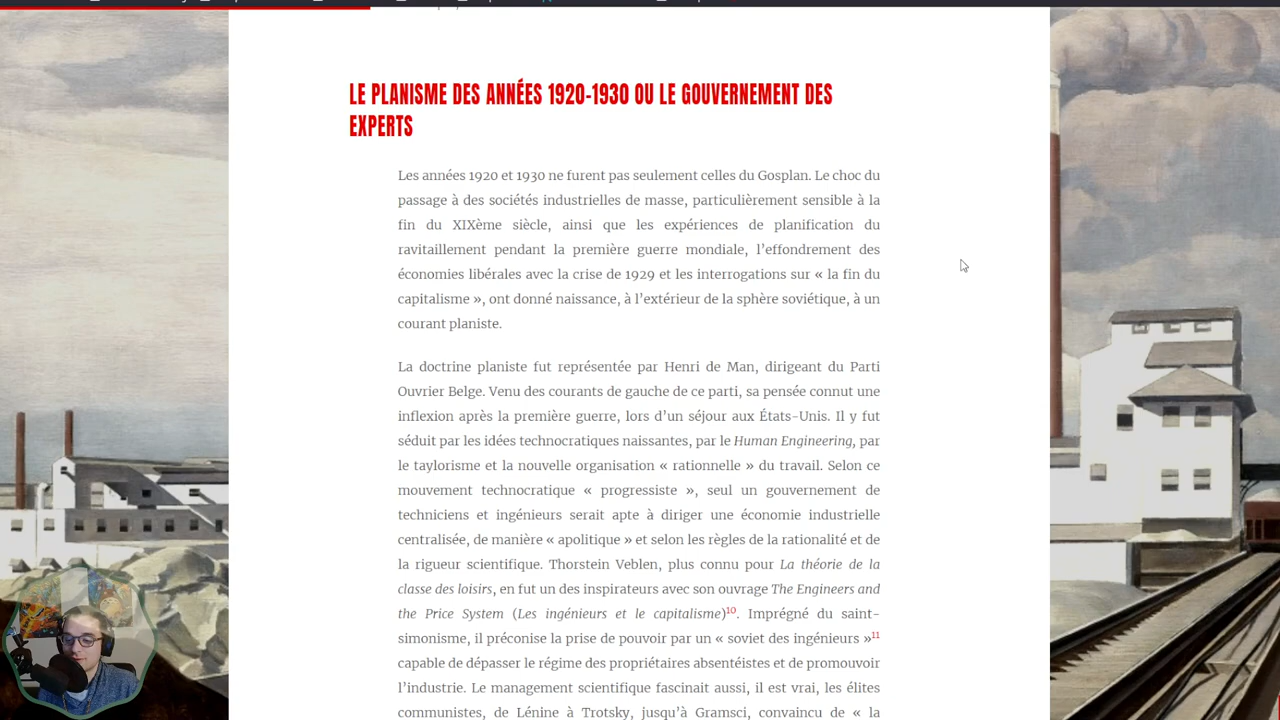 LE PLANISME DES ANNÉES 1920-1930 OU LE GOUVERNEMENT DES
EXPERTS
Les années 1920 et 1930 ne furent pas seulement celles du Gosplan. Le choc du
passage à des sociétés industrielles de masse, particulièrement sensible à la
fin du XIXème siècle, ainsi que les expériences de planification du
ravitaillement pendant la première guerre mondiale, l’effondrement des
économies libérales avec la crise de 1929 et les interrogations sur « la fin du
capitalisme », ont donné naissance, à l’extérieur de la sphère soviétique, à un
courant planiste.
La doctrine planiste fut représentée par Henri de Man, dirigeant du Parti
Ouvrier Belge. Venu des courants de gauche de ce parti, sa pensée connut une
inflexion après la première guerre, lors d’un séjour aux États-Unis. Il y fut
séduit par les idées technocratiques naissantes, par le Human Engineering, par
le taylorisme et la nouvelle organisation « rationnelle » du travail. Selon ce
mouvement technocratique « progressiste », seul un gouvernement de
techniciens et ingénieurs serait apte à diriger une économie industrielle
centralisée, de manière « apolitique » et selon les règles de la rationalité et de
la rigueur scientifique. Thorstein Veblen, plus connu pour La théorie de la
classe des loisirs, en fut un des inspirateurs avec son ouvrage The Engineers and
the Price System (Les ingénieurs et le capitalisme)10. Imprégné du saint-
simonisme, il préconise la prise de pouvoir par un « soviet des ingénieurs »11
capable de dépasser le régime des propriétaires absentéistes et de promouvoir
l’industrie. Le management scientifique fascinait aussi, il est vrai, les élites
communistes, de Lénine à Trotsky, jusqu’à Gramsci, convaincu de « la